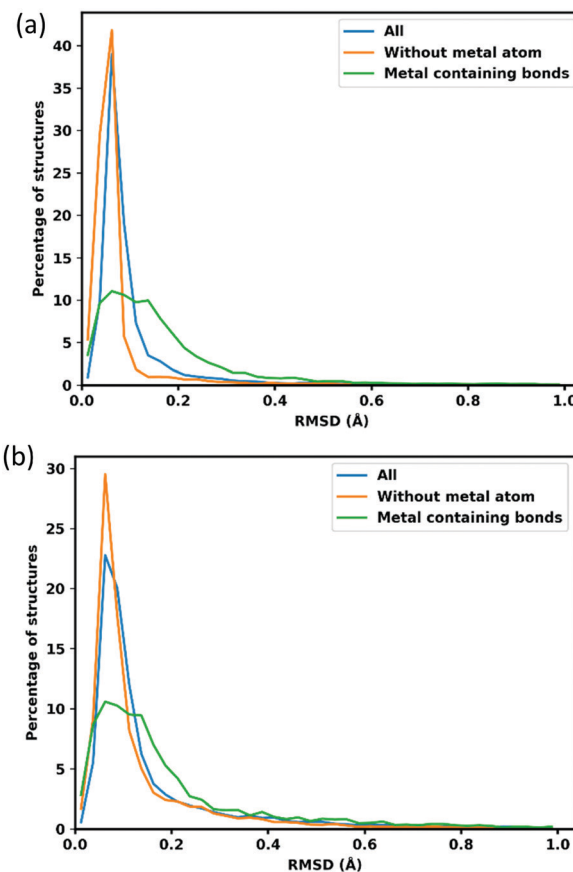 (a)
All
Without metal atom
Metal containing bonds
Percentage of structures
40
35
30
25
20
15
10
5
0
0.0 0.2 0.4 0.6 0.8 1.0
RMSD (Å)
(b)
All
Without metal atom
Metal containing bonds
Percentage of structures
30
25
20
15
10
5
0
0.0 0.2 0.4 0.6 0.8 1.0
RMSD (Å)